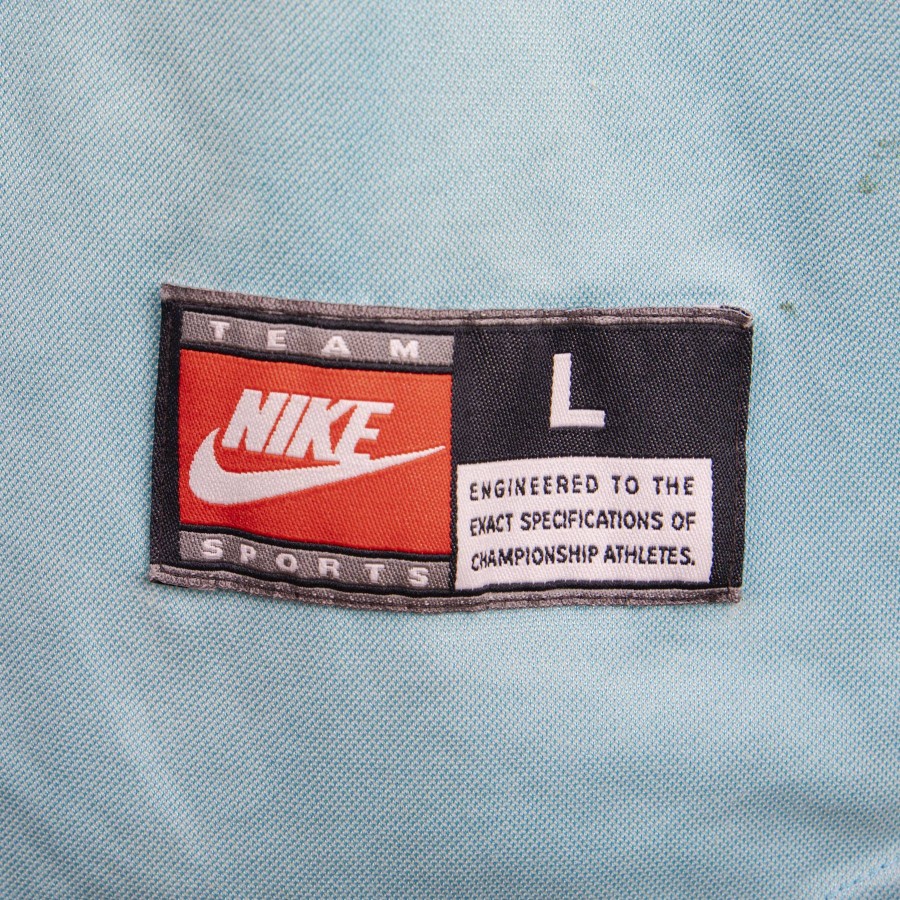 TEAM
NIKE
SPORTS
L
ENGINEERED TO THE
EXACT SPECIFICATIONS OF
CHAMPIONSHIP ATHLETES.